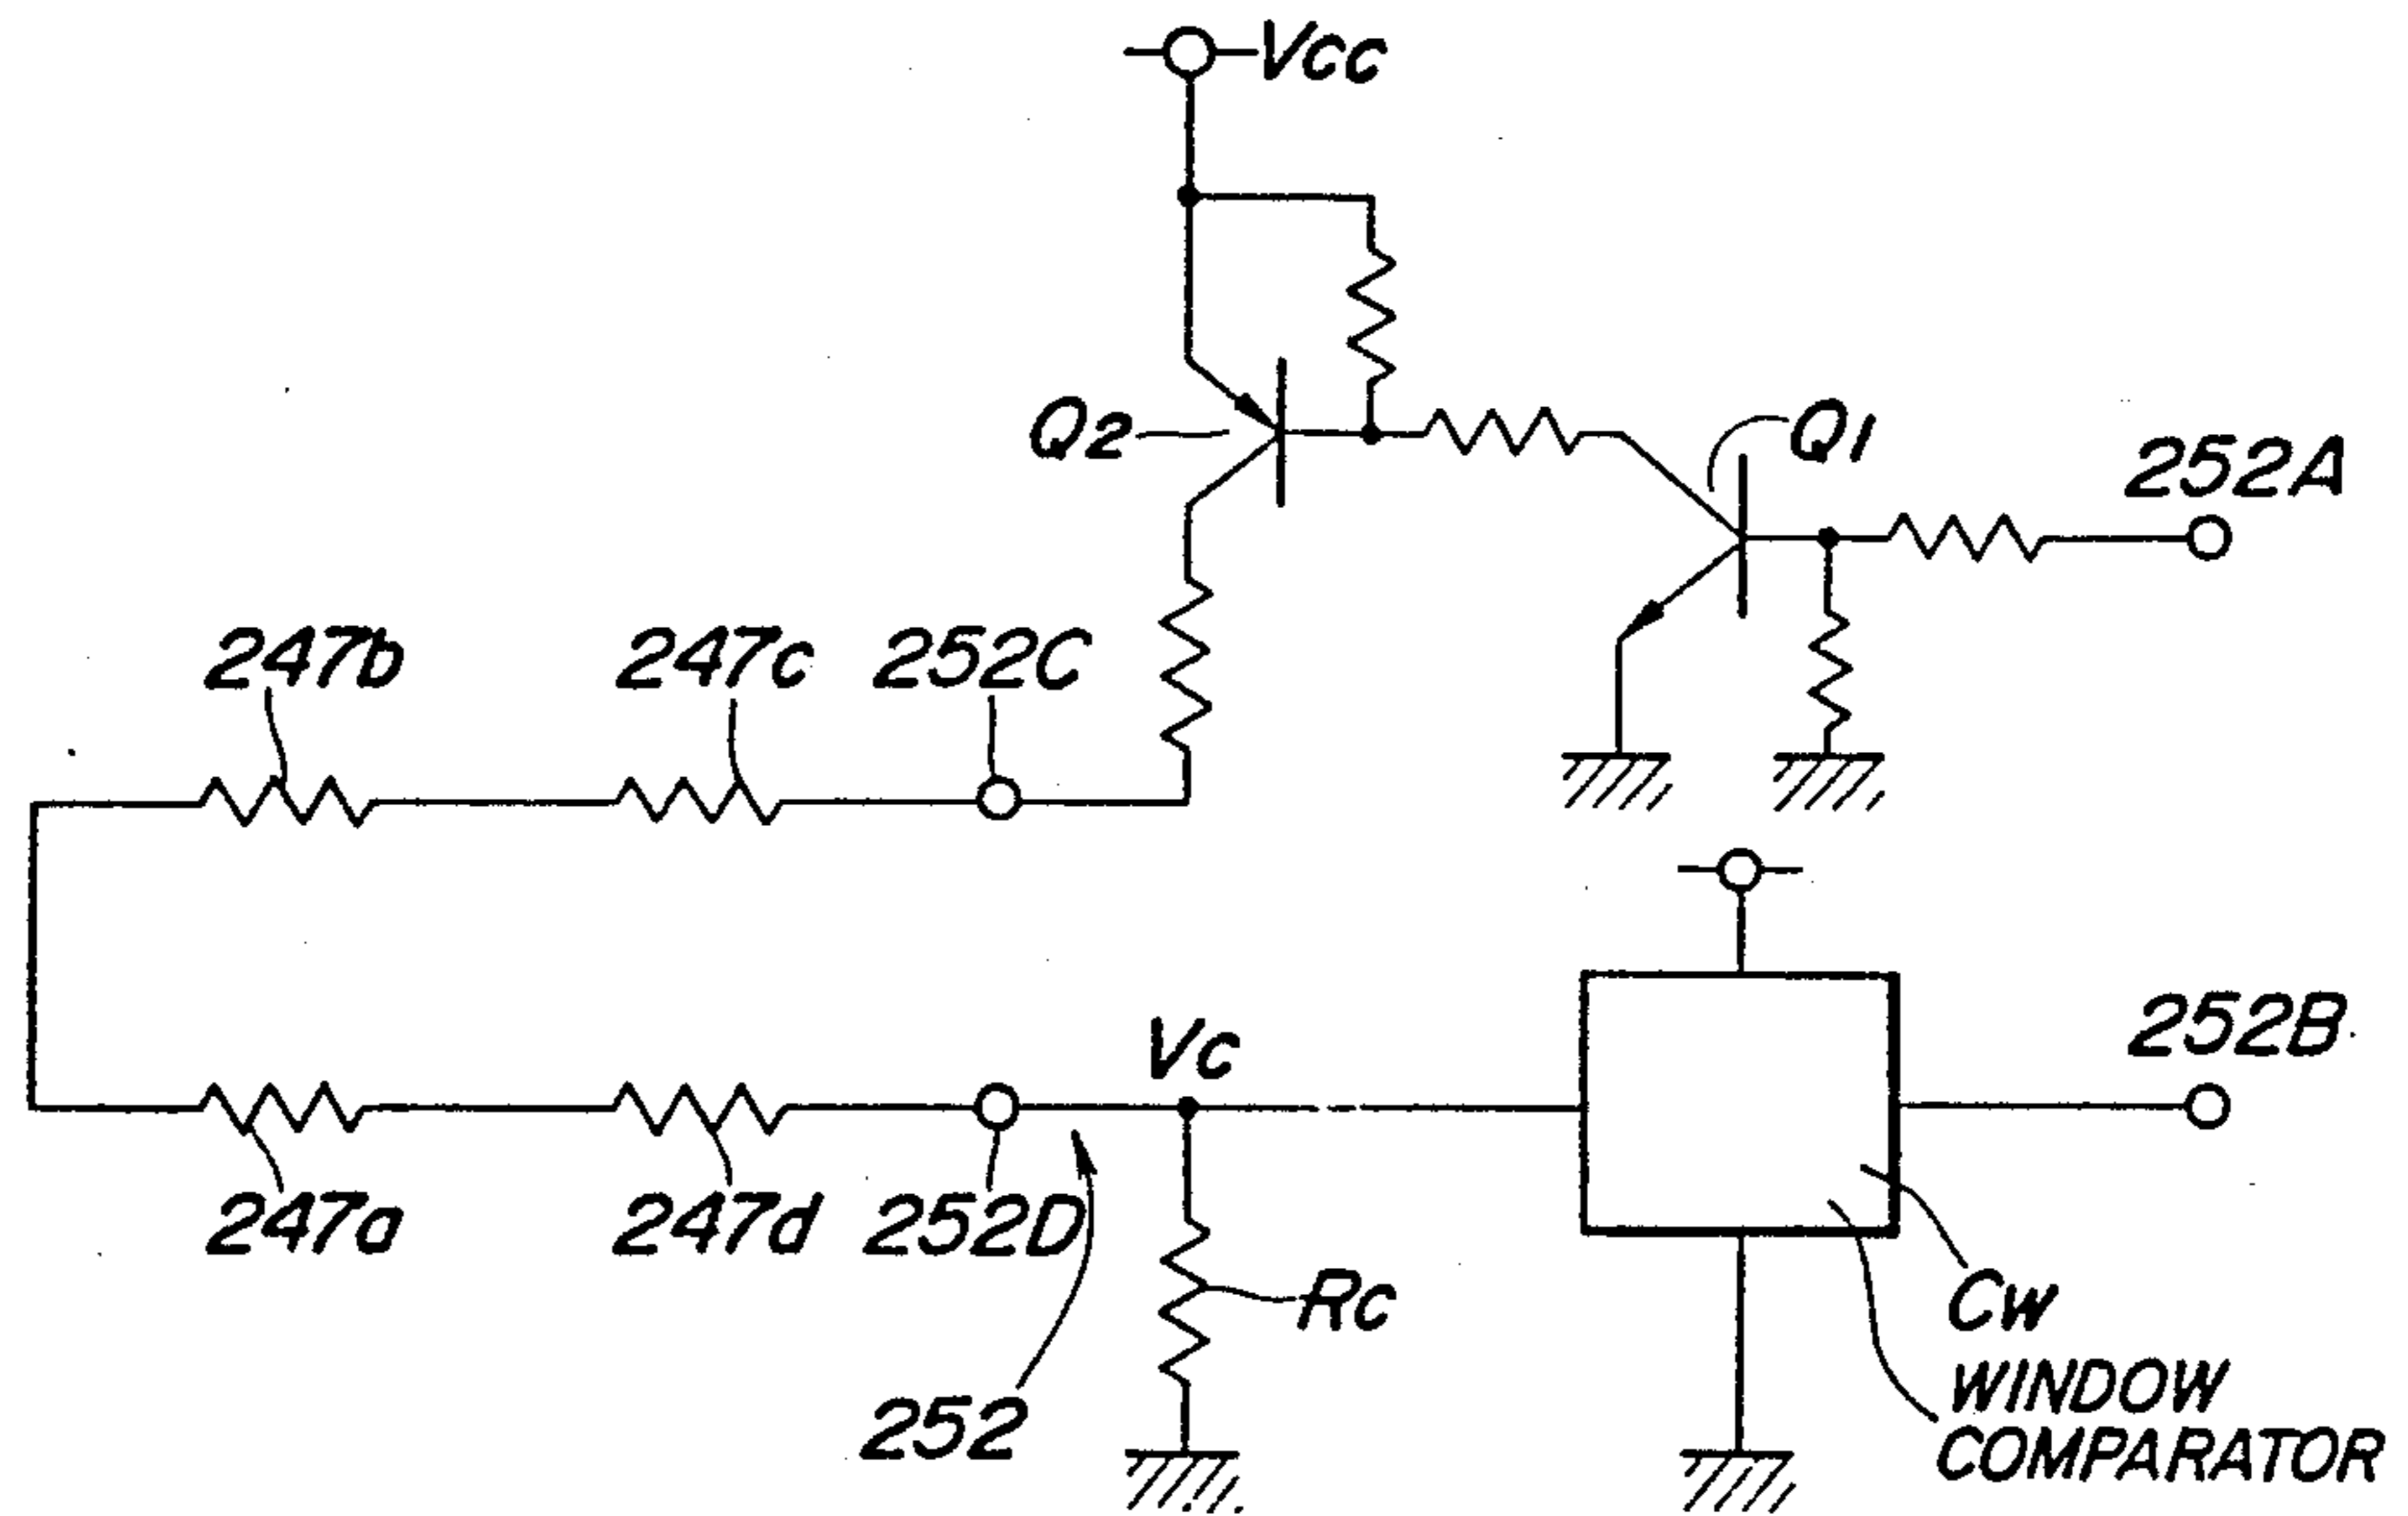 Vcc
Q2
Q1
252A
247b
247c
252C
Vc
252B
247a
247d
252D
Rc
Cw
252
WINDOW
COMPARATOR